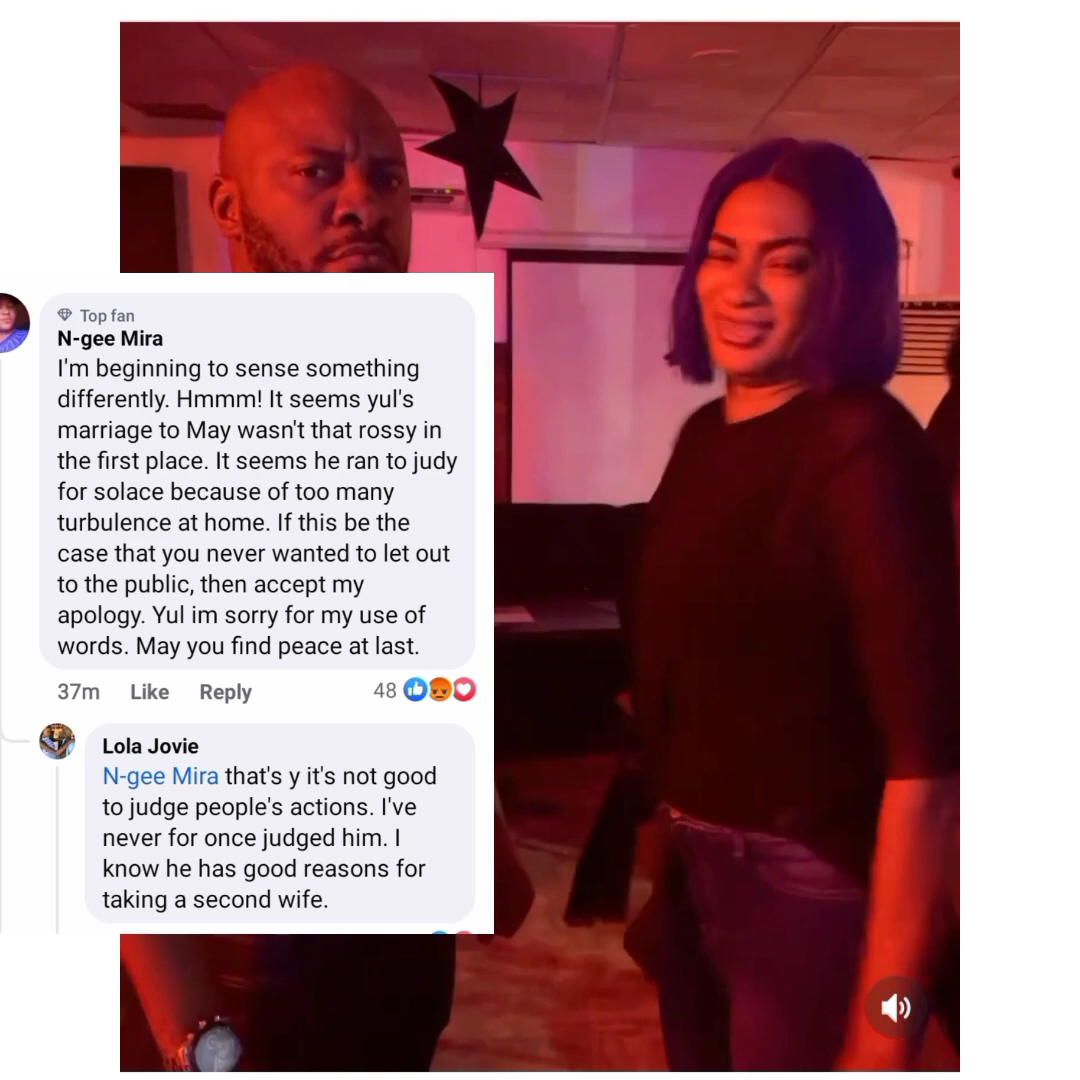 Top fan
N-gee Mira
I'm beginning to sense something
differently. Hmmm! It seems yul's
marriage to May wasn't that rossy in
the first place. It seems he ran to judy
for solace because of too many
turbulence at home. If this be the
case that you never wanted to let out
to the public, then accept my
apology. Yul im sorry for my use of
words. May you find peace at last.
37m Like Reply 48
Lola Jovie
N-gee Mira that's y it's not good
to judge people's actions. I've
never for once judged him. I
know he has good reasons for
taking a second wife.